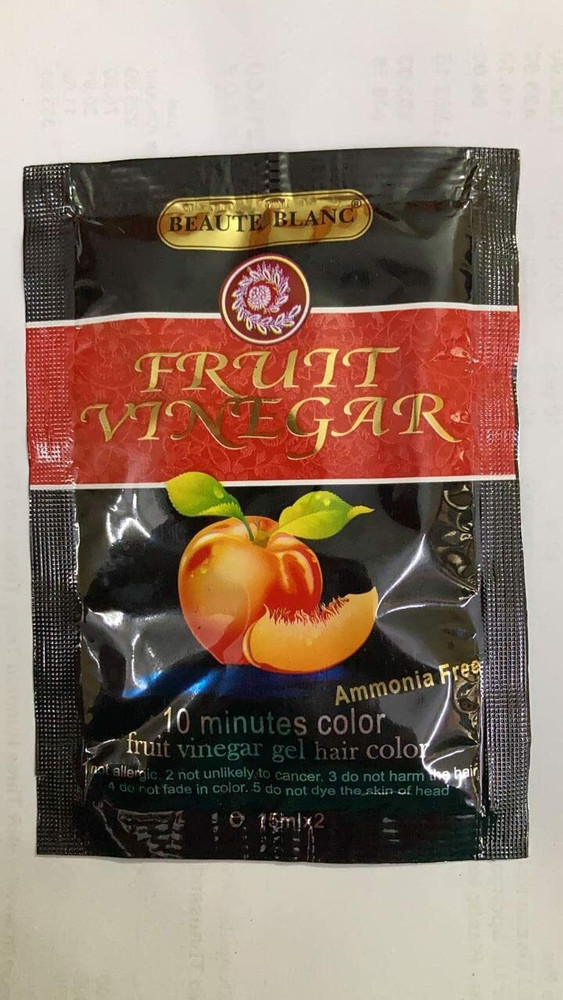 BEAUTE BLANC®
FRUIT
VINEGAR
Ammonia Free
10 minutes color
fruit vinegar gel hair color
not allergic. 2 not unlikely to cancer. 3 do not harm the hair
4 do not fade in color. 5 do not dye the skin of head
15mlx2